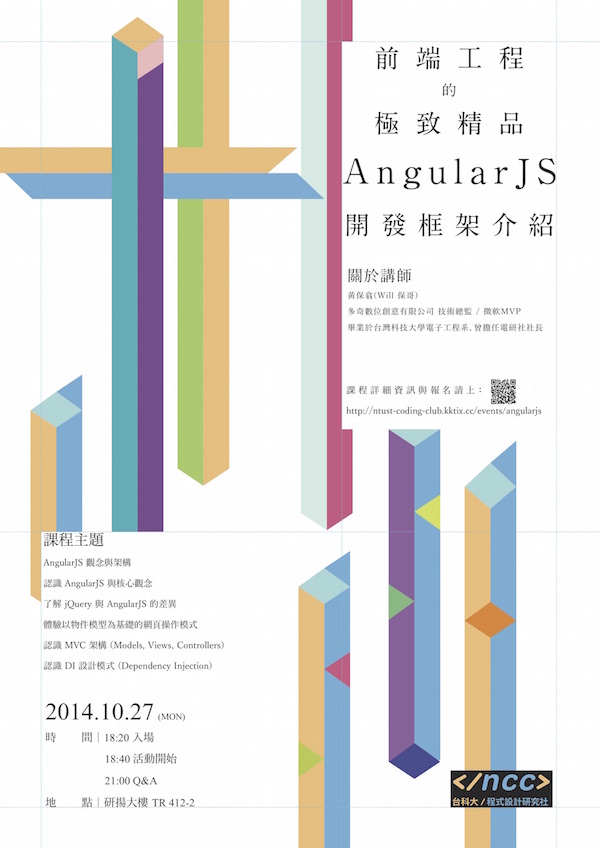 前端工程
的
極致精品
AngularJS
開發框架介紹
關於講師
黃保翕(Will 保哥)
多奇數位創意有限公司 技術總監 / 微軟MVP
畢業於台灣科技大學電子工程系,曾擔任電研社社長
課程詳細資訊與報名請上：
http://ntust-coding-club.kktix.cc/events/angularjs
課程主題
AngularJS 觀念與架構
認識 AngularJS 與核心觀念
了解 jQuery 與 AngularJS 的差異
體驗以物件模型為基礎的網頁操作模式
認識 MVC 架構 (Models, Views, Controllers)
認識 DI 設計模式 (Dependency Injection)
2014.10.27 (MON)
時 間｜18:20 入場
18:40 活動開始
21:00 Q&A
地 點｜研揚大樓 TR 412-2
</ncc>
台科大 / 程式設計研究社